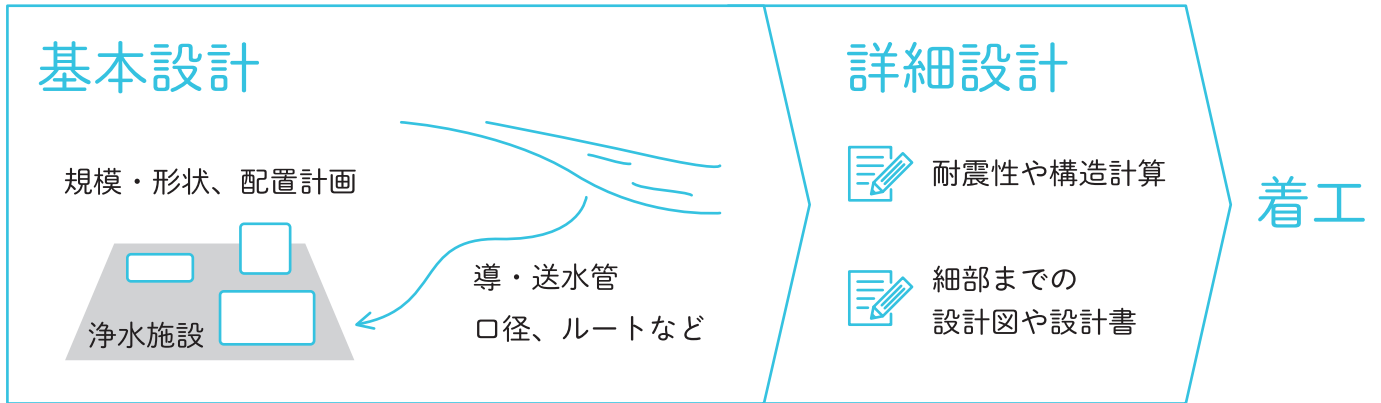 基本設計
規模・形状、配置計画
浄水施設
導・送水管
口径、ルートなど
詳細設計
耐震性や構造計算
細部までの
設計図や設計書
着工